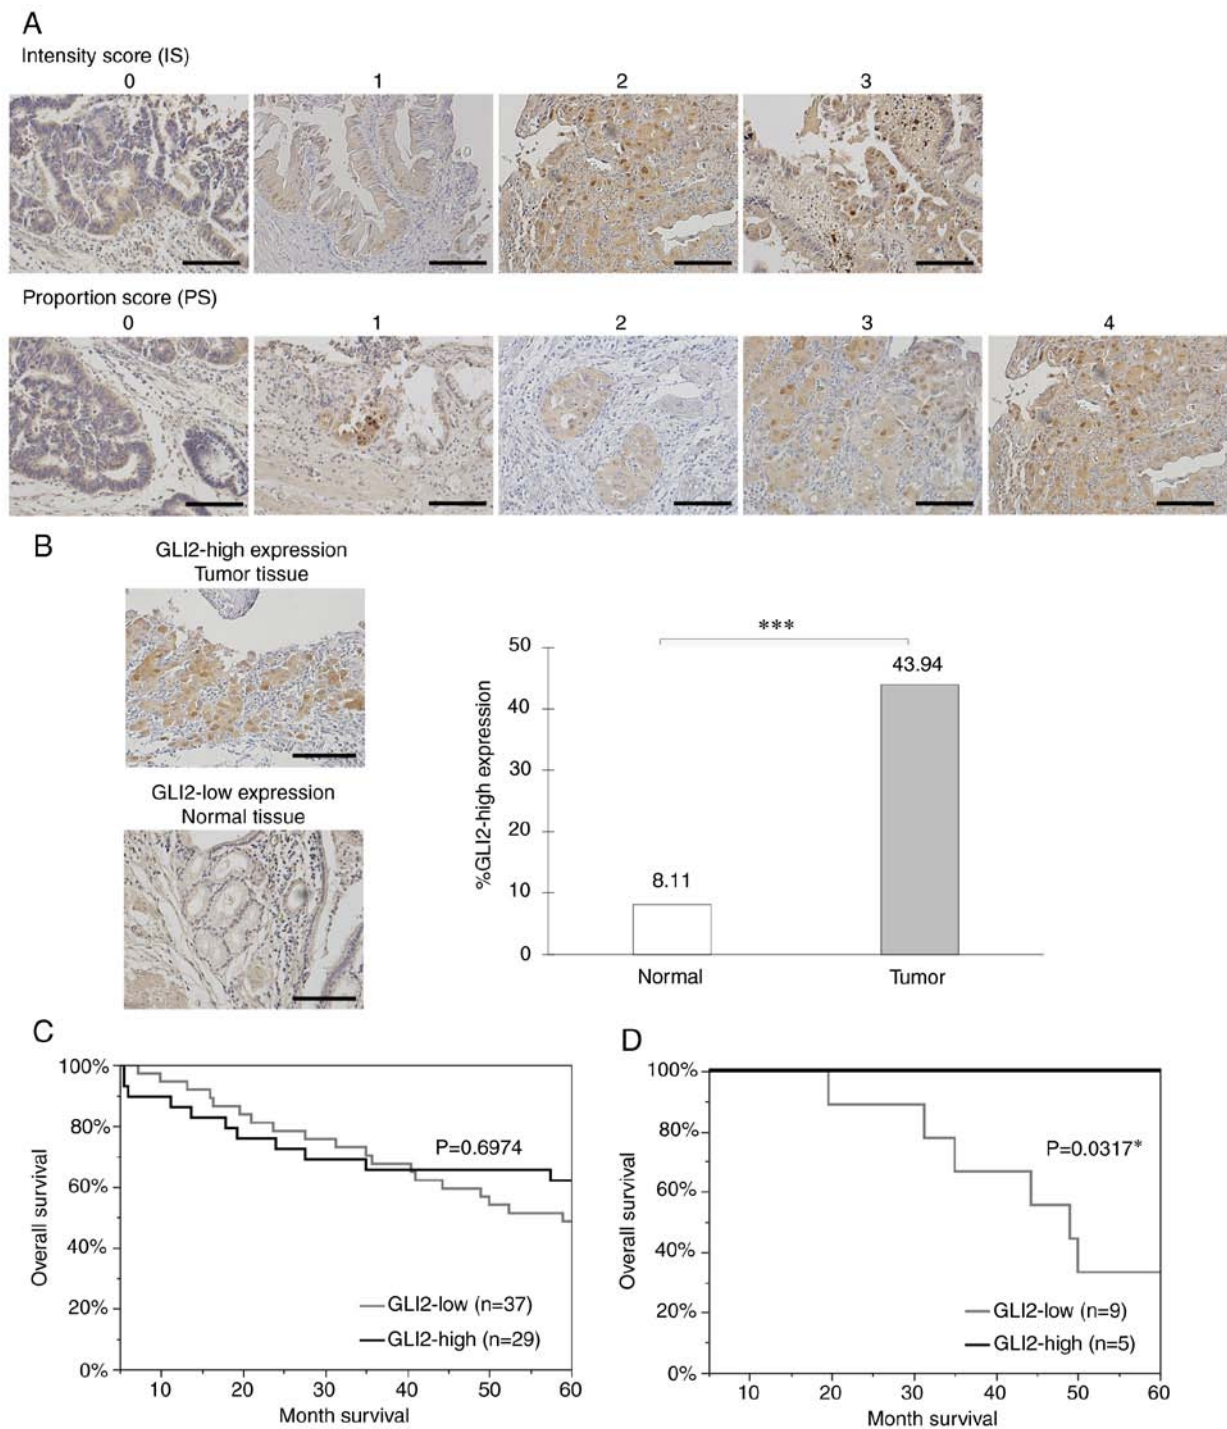 A
Intensity score (IS)
0 1 2 3
Proportion score (PS)
0 1 2 3 4
B
GLI2-high expression
Tumor tissue
GLI2-low expression
Normal tissue
%GLI2-high expression
50
40
30
20
10
0
***
8.11
43.94
Normal Tumor
C
Overall survival
100%
80%
60%
40%
20%
0%
P=0.6974
GLI2-low (n=37)
GLI2-high (n=29)
10 20 30 40 50 60
Month survival
D
Overall survival
100%
80%
60%
40%
20%
0%
P=0.0317*
GLI2-low (n=9)
GLI2-high (n=5)
10 20 30 40 50 60
Month survival